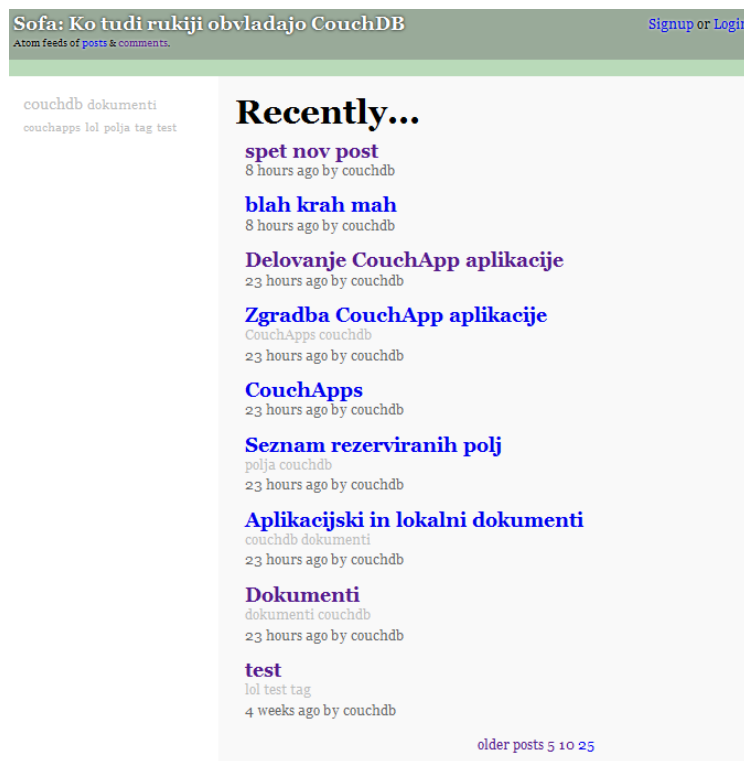 Sofa: Ko tudi rukiji obvladajo CouchDB
Signup or Login
Atom feeds of posts & comments.
couchdb dokumenti
couchapps lol polja tag test
Recently...
spet nov post
8 hours ago by couchdb
blah krah mah
8 hours ago by couchdb
Delovanje CouchApp aplikacije
23 hours ago by couchdb
Zgradba CouchApp aplikacije
CouchApps couchdb
23 hours ago by couchdb
CouchApps
23 hours ago by couchdb
Seznam rezerviranih polj
polja couchdb
23 hours ago by couchdb
Aplikacijski in lokalni dokumenti
couchdb dokumenti
23 hours ago by couchdb
Dokumenti
dokumenti couchdb
23 hours ago by couchdb
test
lol test tag
4 weeks ago by couchdb
older posts 5 10 25